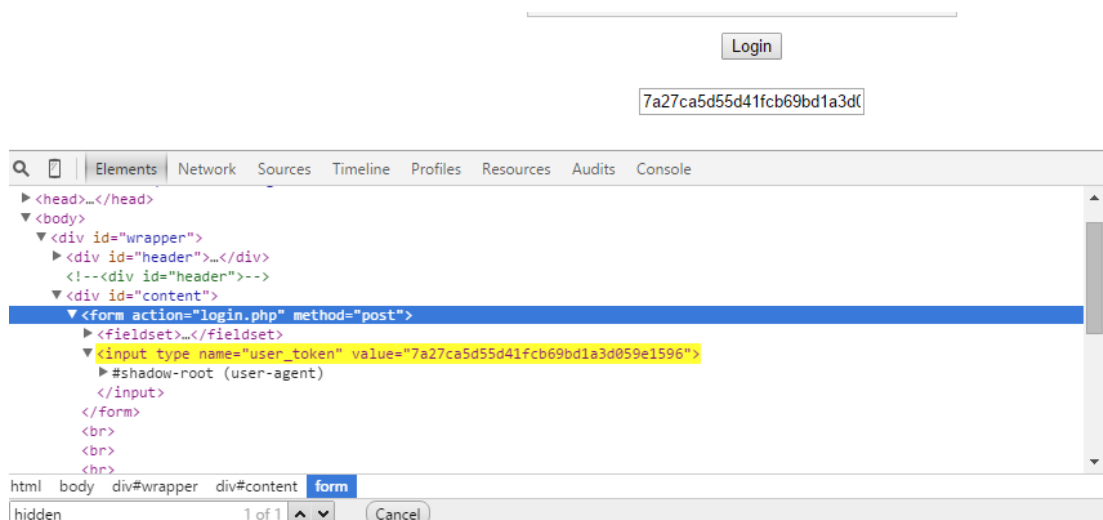 Login
7a27ca5d55d41fcb69bd1a3d0
Elements Network Sources Timeline Profiles Resources Audits Console
▶<head>…</head>
▼<body>
▼<div id="wrapper">
▶<div id="header">…</div>
<!--<div id="header">-->
▼<div id="content">
▼<form action="login.php" method="post">
▶<fieldset>…</fieldset>
▼<input type name="user_token" value="7a27ca5d55d41fcb69bd1a3d059e1596">
▶#shadow-root (user-agent)
</input>
</form>
<br>
<br>
<br>
html body div#wrapper div#content form
hidden 1 of 1 Cancel